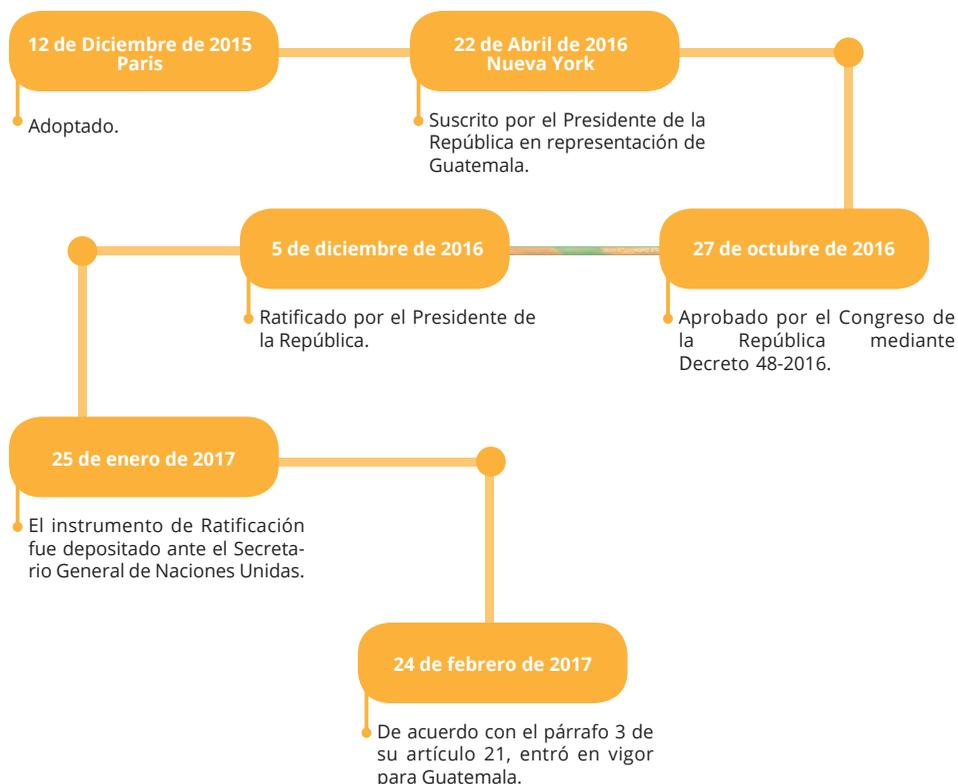 12 de Diciembre de 2015
Paris
Adoptado.
22 de Abril de 2016
Nueva York
Suscrito por el Presidente de la
República en representación de
Guatemala.
27 de octubre de 2016
Aprobado por el Congreso de
la República mediante
Decreto 48-2016.
5 de diciembre de 2016
Ratificado por el Presidente de
la República.
25 de enero de 2017
El instrumento de Ratificación
fue depositado ante el Secreta-
rio General de Naciones Unidas.
24 de febrero de 2017
De acuerdo con el párrafo 3 de
su artículo 21, entró en vigor
para Guatemala.